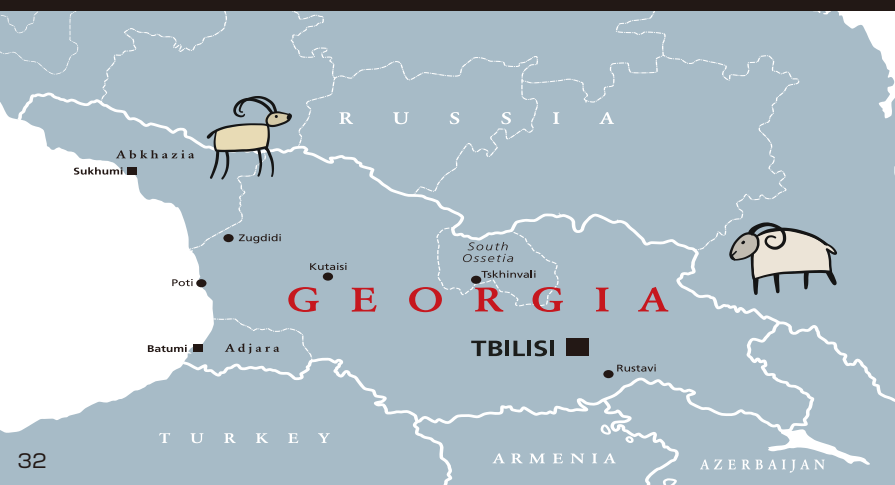 RUSSIA
Abkhazia
Sukhumi
Zugdidi
South
Ossetia
Kutaisi
Tskhinvali
Poti
GEORGIA
Batumi
Adjara
TBILISI
Rustavi
TURKEY
ARMENIA
AZERBAIJAN
32